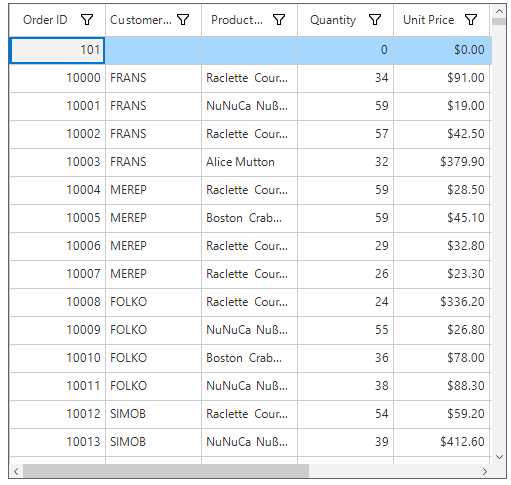 Order ID Customer... Product... Quantity Unit Price
101 0 $0.00
10000 FRANS Raclette Cour... 34 $91.00
10001 FRANS NuNuCa Nuß... 59 $19.00
10002 FRANS Raclette Cour... 57 $42.50
10003 FRANS Alice Mutton 32 $379.90
10004 MEREP Raclette Cour... 59 $28.50
10005 MEREP Boston Crab... 59 $45.10
10006 MEREP Raclette Cour... 29 $32.80
10007 MEREP Raclette Cour... 26 $23.30
10008 FOLKO Raclette Cour... 24 $336.20
10009 FOLKO NuNuCa Nuß... 55 $26.80
10010 FOLKO Boston Crab... 36 $78.00
10011 FOLKO NuNuCa Nuß... 38 $88.30
10012 SIMOB Raclette Cour... 54 $59.20
10013 SIMOB NuNuCa Nuß... 39 $412.60